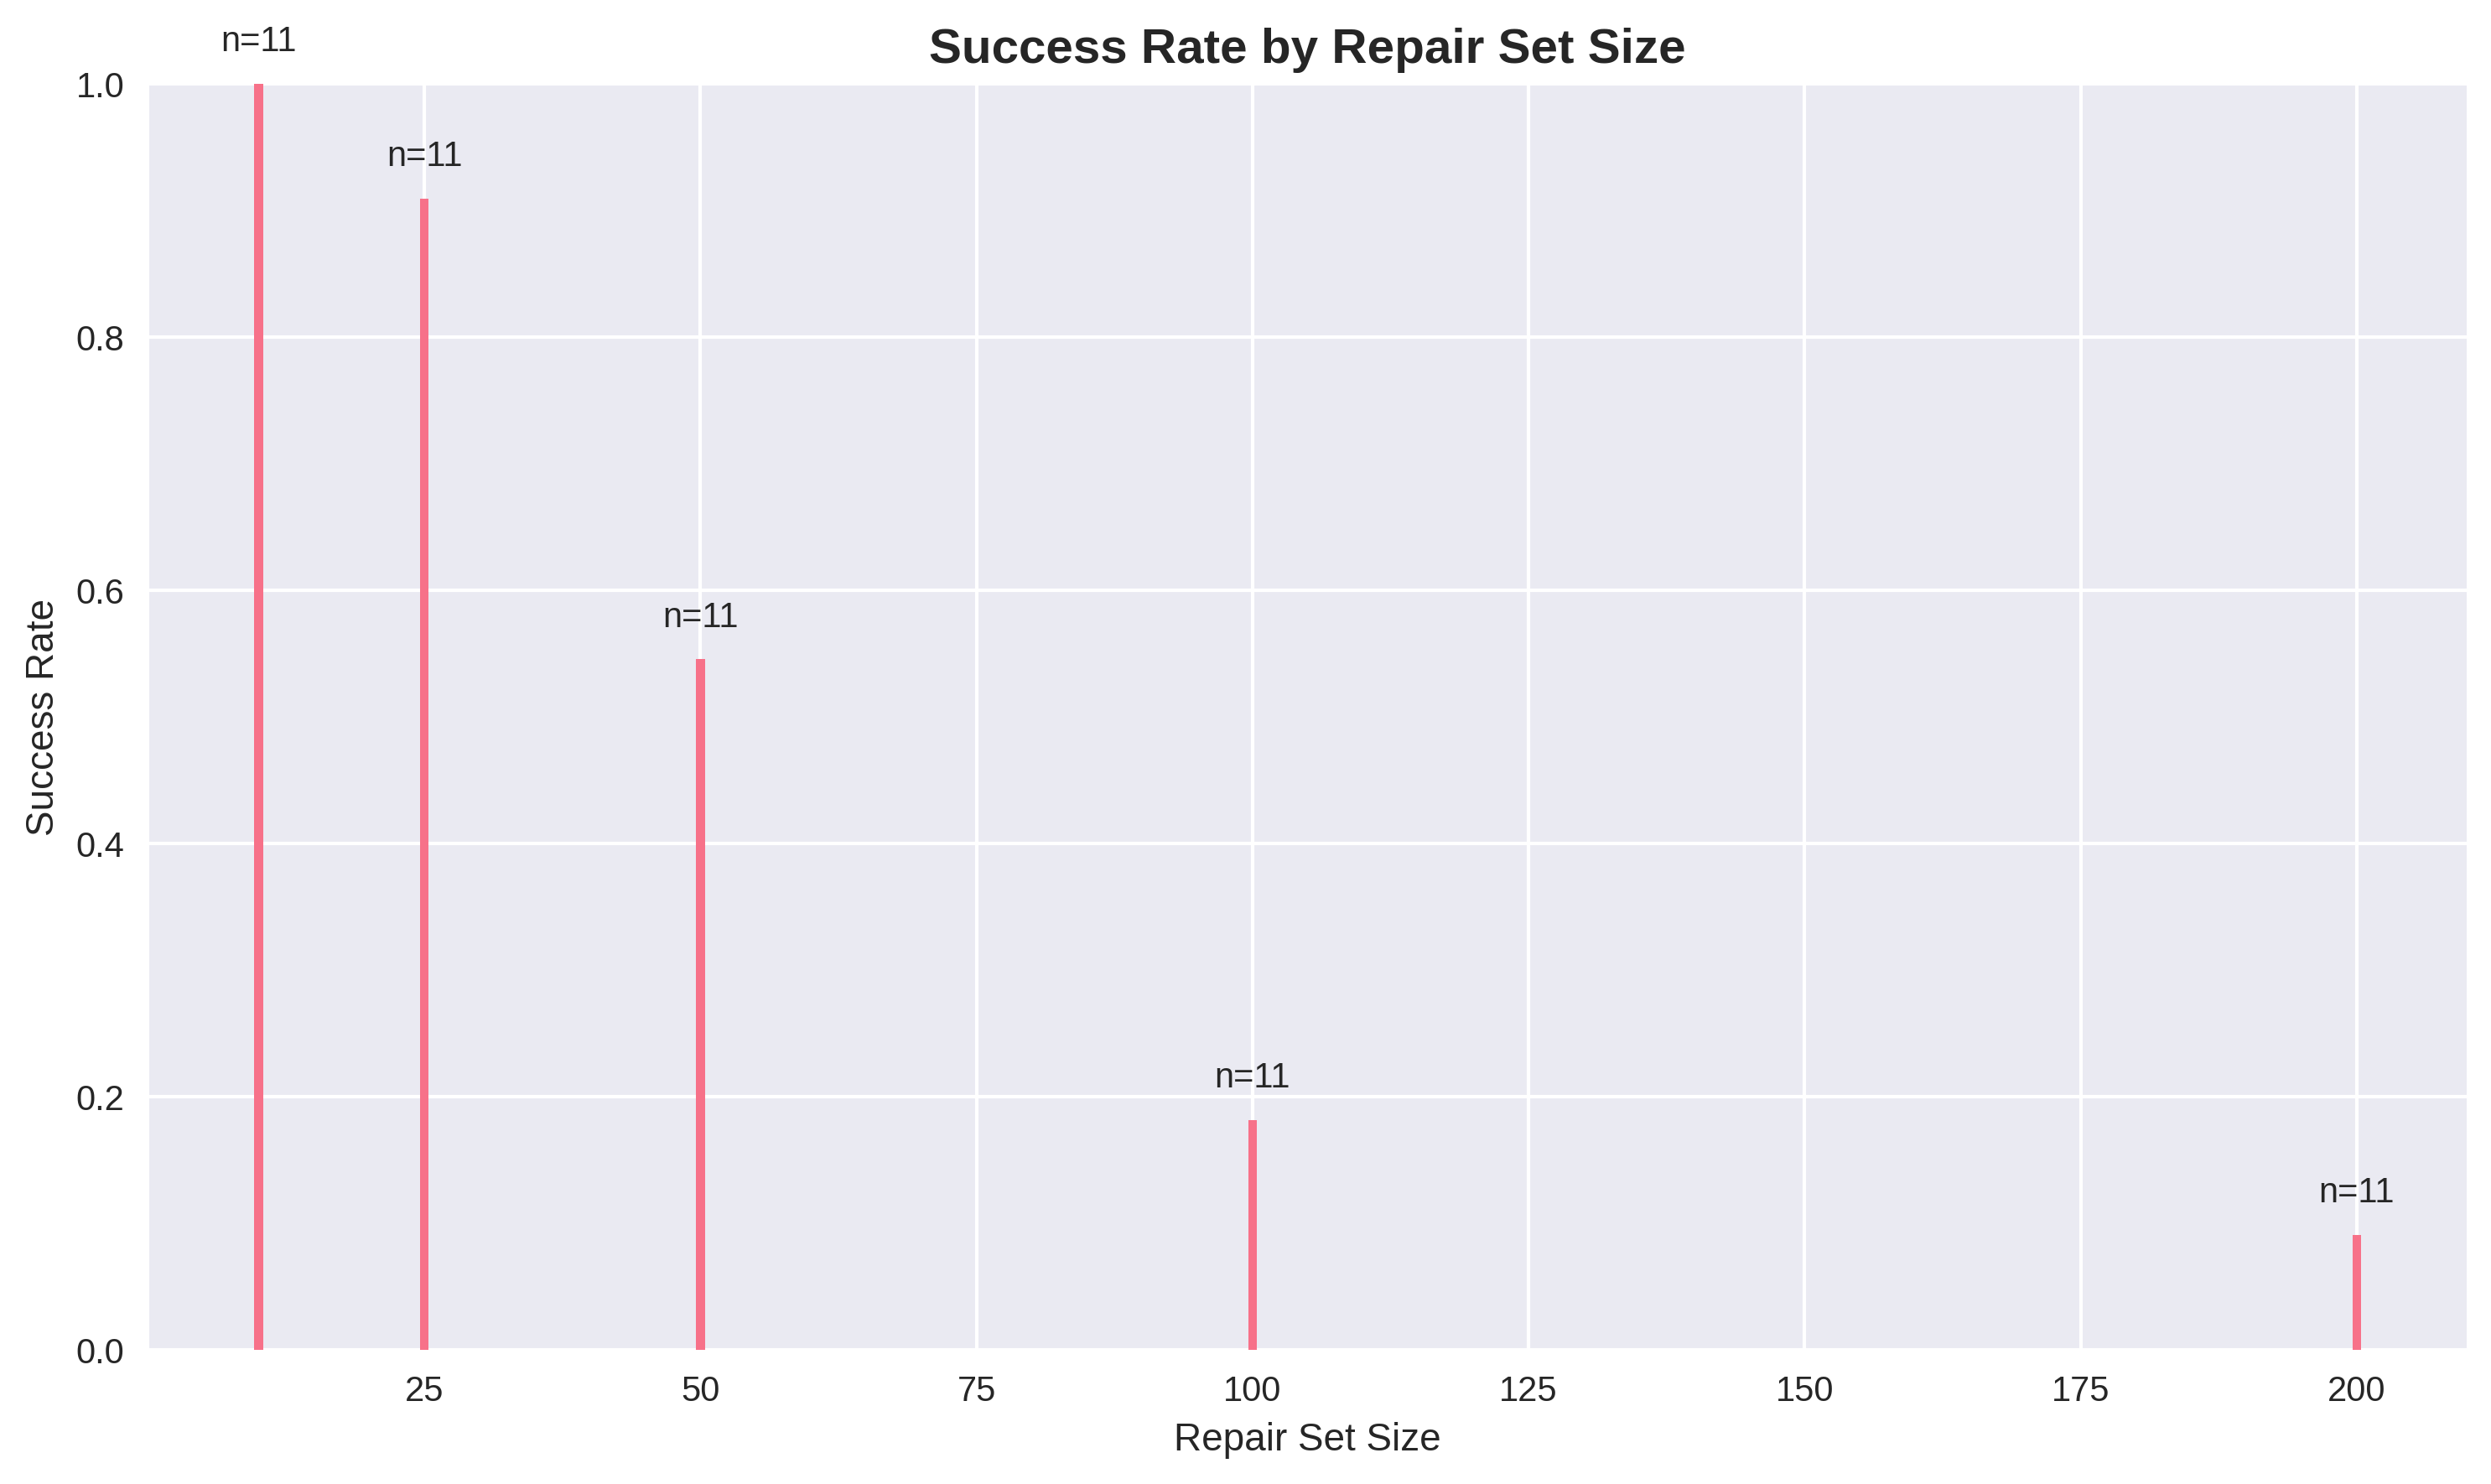 Success Rate by Repair Set Size
n=11
n=11
n=11
n=11
n=11
1.0
0.8
0.6
0.4
0.2
0.0
Success Rate
25 50 75 100 125 150 175 200
Repair Set Size